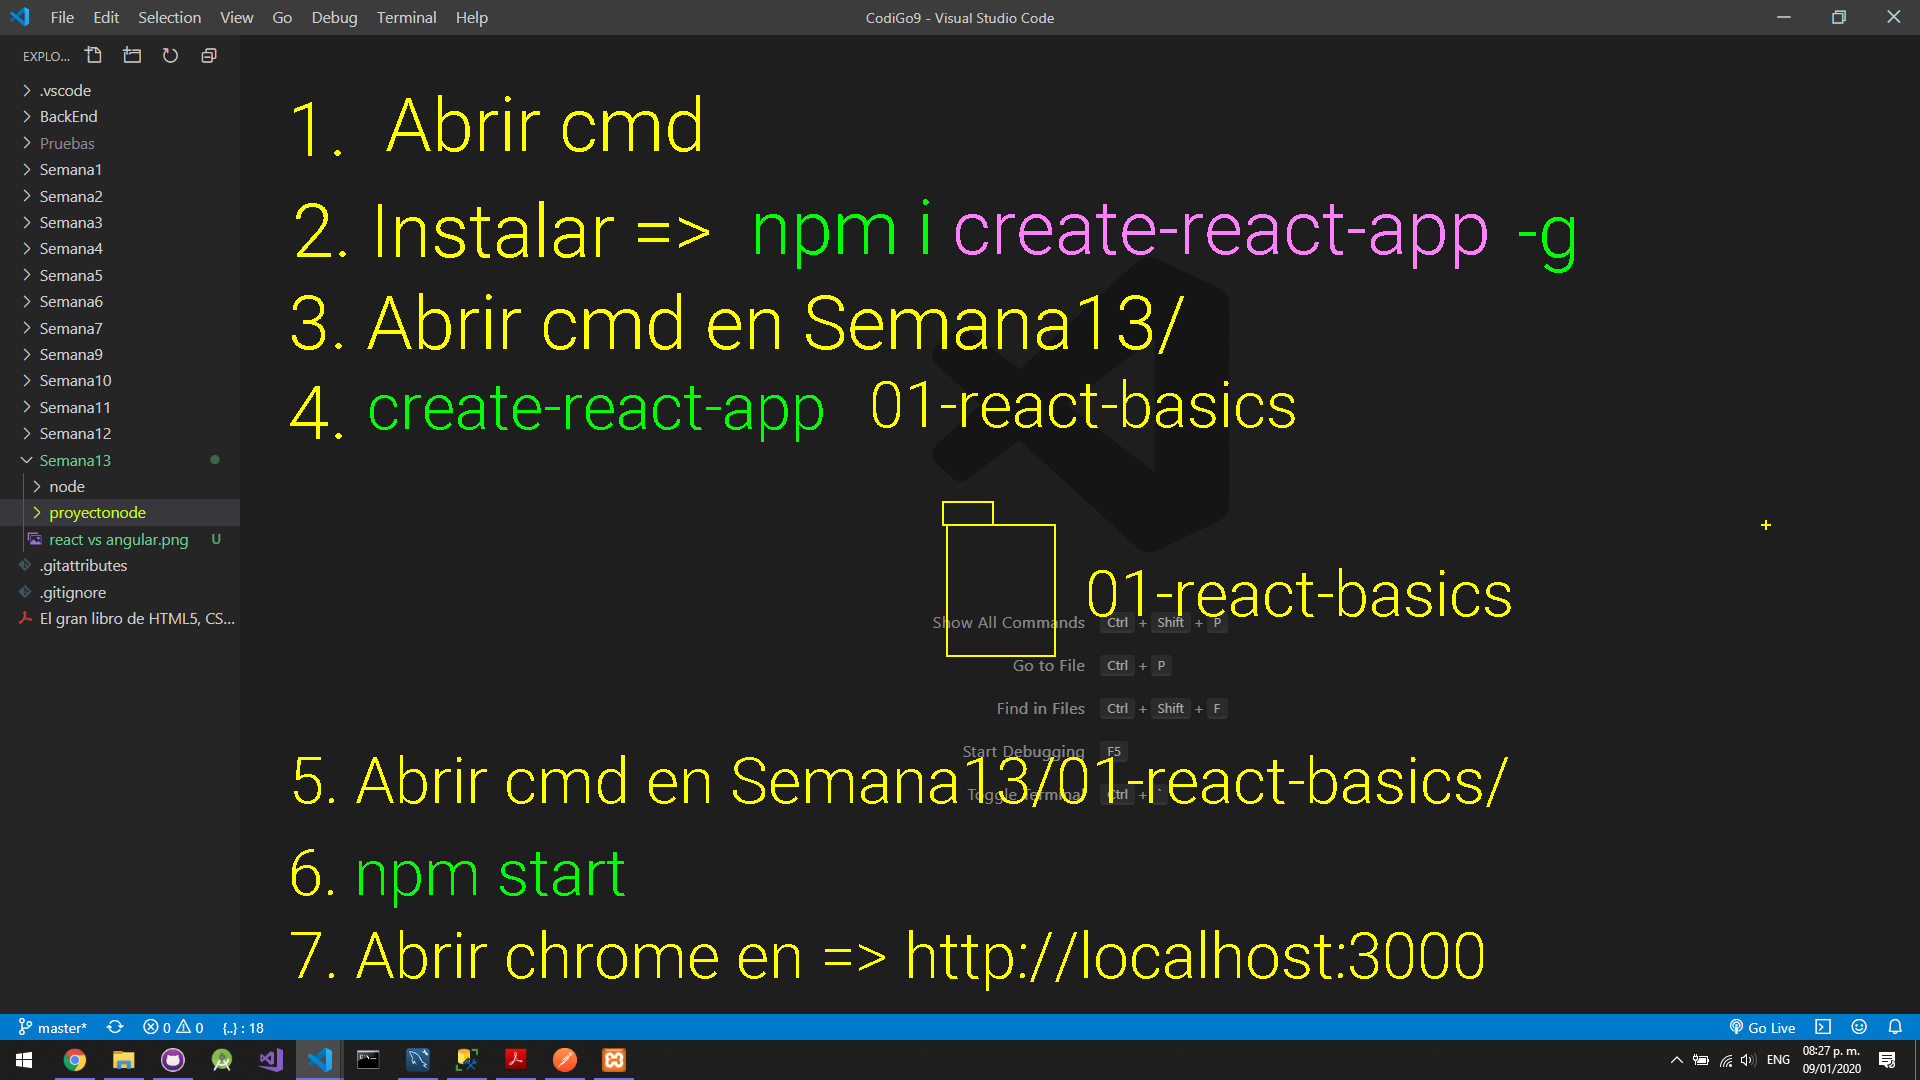 File Edit Selection View Go Debug Terminal Help
CodiGo9 - Visual Studio Code
EXPLO...
.vscode
BackEnd
Pruebas
Semana1
Semana2
Semana3
Semana4
Semana5
Semana6
Semana7
Semana9
Semana10
Semana11
Semana12
Semana13
node
proyectonode
react vs angular.png U
.gitattributes
.gitignore
El gran libro de HTML5, CS...
1. Abrir cmd
2. Instalar => npm i create-react-app -g
3. Abrir cmd en Semana13/
4. create-react-app 01-react-basics
01-react-basics
Show All Commands Ctrl + Shift + P
Go to File Ctrl + P
Find in Files Ctrl + Shift + F
Start Debugging F5
Toggle Terminal Ctrl + `
5. Abrir cmd en Semana13/01-react-basics/
6. npm start
7. Abrir chrome en => http://localhost:3000
master* 0 0 {..} : 18
Go Live
ENG
08:27 p. m.
09/01/2020